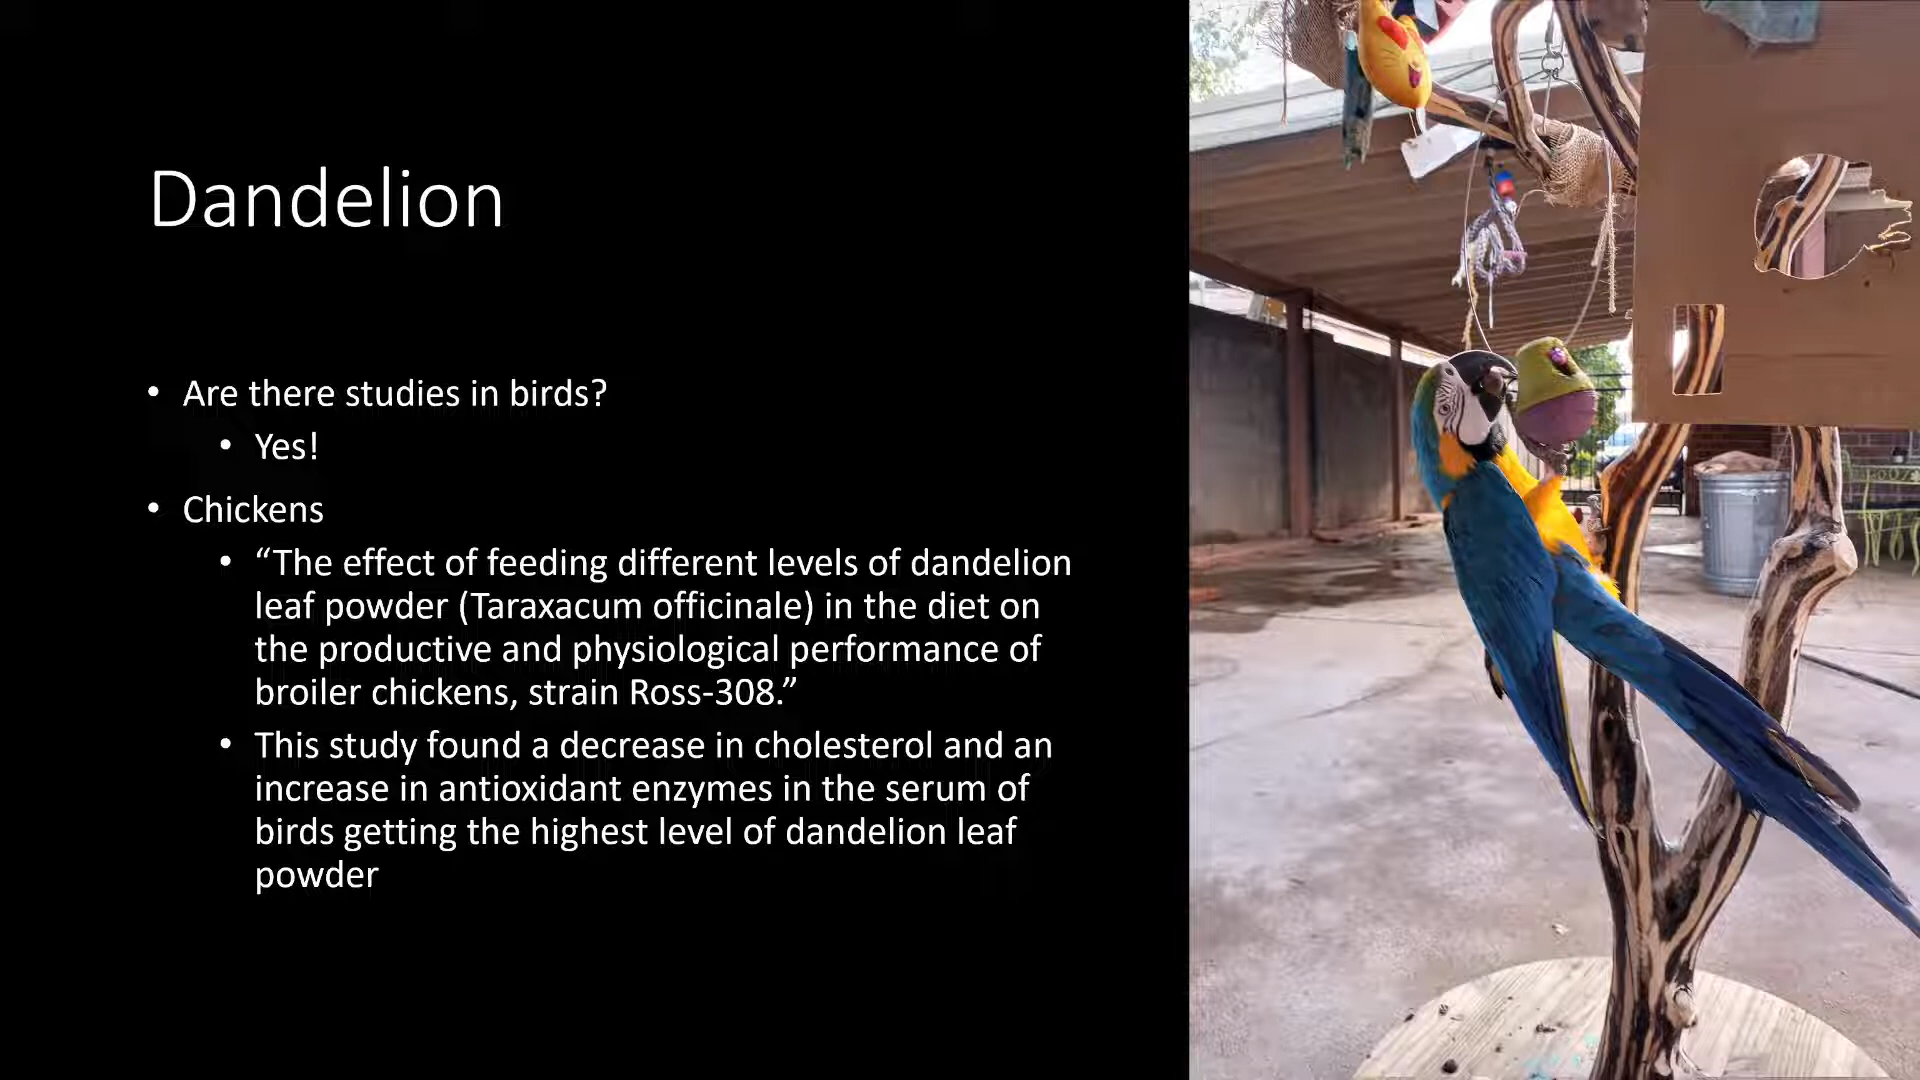 Dandelion
• Are there studies in birds?
• Yes!
• Chickens
• “The effect of feeding different levels of dandelion
leaf powder (Taraxacum officinale) in the diet on
the productive and physiological performance of
broiler chickens, strain Ross-308.”
• This study found a decrease in cholesterol and an
increase in antioxidant enzymes in the serum of
birds getting the highest level of dandelion leaf
powder